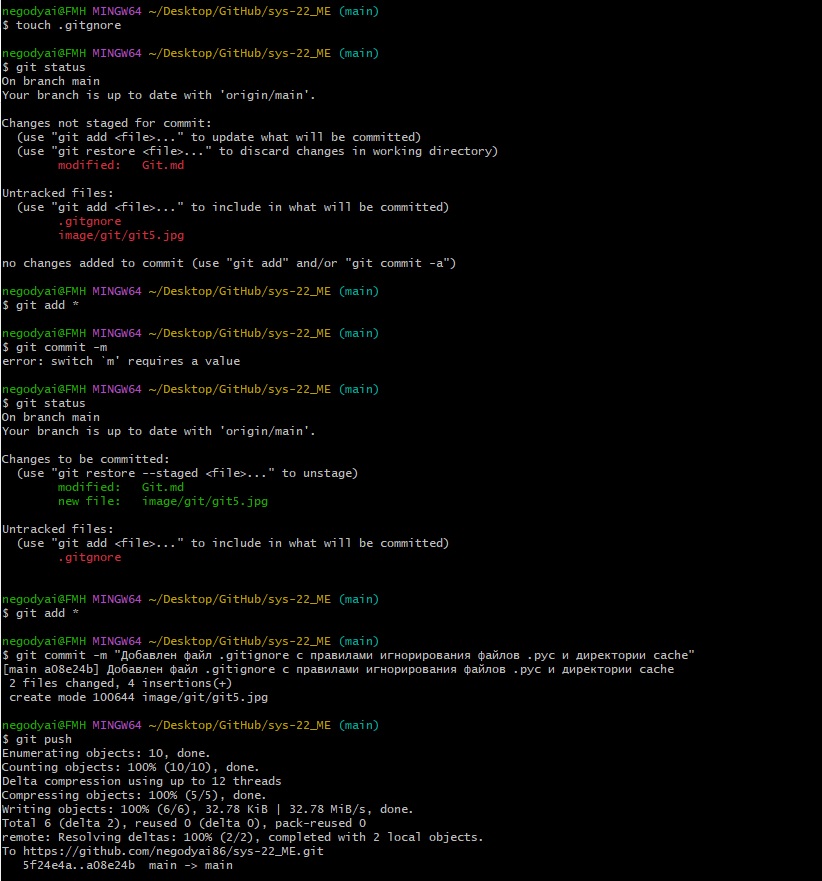 negodyai@FMH MINGW64 ~/Desktop/GitHub/sys-22_ME (main)
$ touch .gitgnore
negodyai@FMH MINGW64 ~/Desktop/GitHub/sys-22_ME (main)
$ git status
On branch main
Your branch is up to date with 'origin/main'.
Changes not staged for commit:
  (use "git add <file>..." to update what will be committed)
  (use "git restore <file>..." to discard changes in working directory)
        modified:   Git.md
Untracked files:
  (use "git add <file>..." to include in what will be committed)
        .gitgnore
        image/git/git5.jpg
no changes added to commit (use "git add" and/or "git commit -a")
negodyai@FMH MINGW64 ~/Desktop/GitHub/sys-22_ME (main)
$ git add *
negodyai@FMH MINGW64 ~/Desktop/GitHub/sys-22_ME (main)
$ git commit -m
error: switch `m' requires a value
negodyai@FMH MINGW64 ~/Desktop/GitHub/sys-22_ME (main)
$ git status
On branch main
Your branch is up to date with 'origin/main'.
Changes to be committed:
  (use "git restore --staged <file>..." to unstage)
        modified:   Git.md
        new file:   image/git/git5.jpg
Untracked files:
  (use "git add <file>..." to include in what will be committed)
        .gitgnore
negodyai@FMH MINGW64 ~/Desktop/GitHub/sys-22_ME (main)
$ git add *
negodyai@FMH MINGW64 ~/Desktop/GitHub/sys-22_ME (main)
$ git commit -m "Добавлен файл .gitignore с правилами игнорирования файлов .рус и директории cache"
[main a08e24b] Добавлен файл .gitignore с правилами игнорирования файлов .рус и директории cache
 2 files changed, 4 insertions(+)
 create mode 100644 image/git/git5.jpg
negodyai@FMH MINGW64 ~/Desktop/GitHub/sys-22_ME (main)
$ git push
Enumerating objects: 10, done.
Counting objects: 100% (10/10), done.
Delta compression using up to 12 threads
Compressing objects: 100% (5/5), done.
Writing objects: 100% (6/6), 32.78 KiB | 32.78 MiB/s, done.
Total 6 (delta 2), reused 0 (delta 0), pack-reused 0
remote: Resolving deltas: 100% (2/2), completed with 2 local objects.
To https://github.com/negodyai86/sys-22_ME.git
   5f24e4a..a08e24b  main -> main